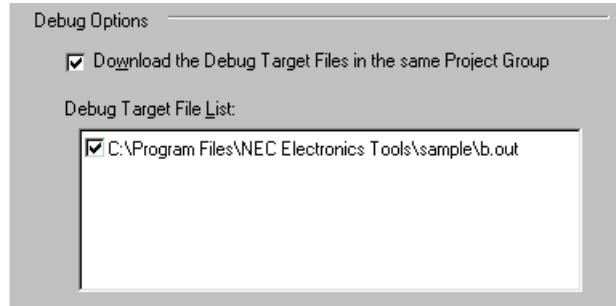 Debug Options
Download the Debug Target Files in the same Project Group
Debug Target File List:
C:\Program Files\NEC Electronics Tools\sample\b.out